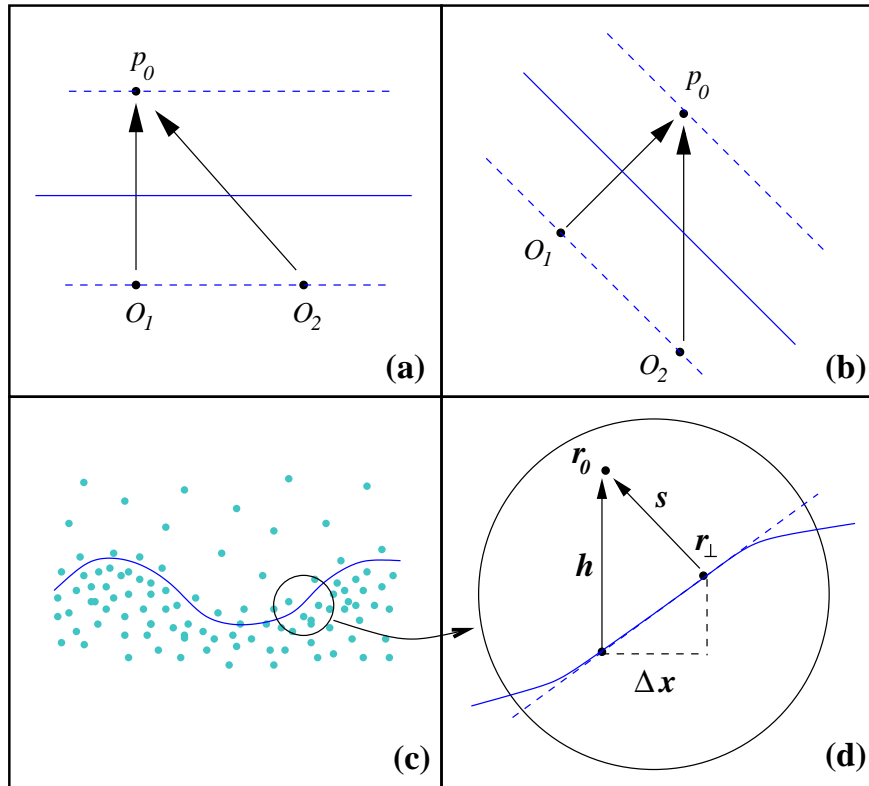 p₀
O₁ O₂
(a)
p₀
O₁
O₂
(b)
(c)
r₀
s
r⊥
h
Δx
(d)